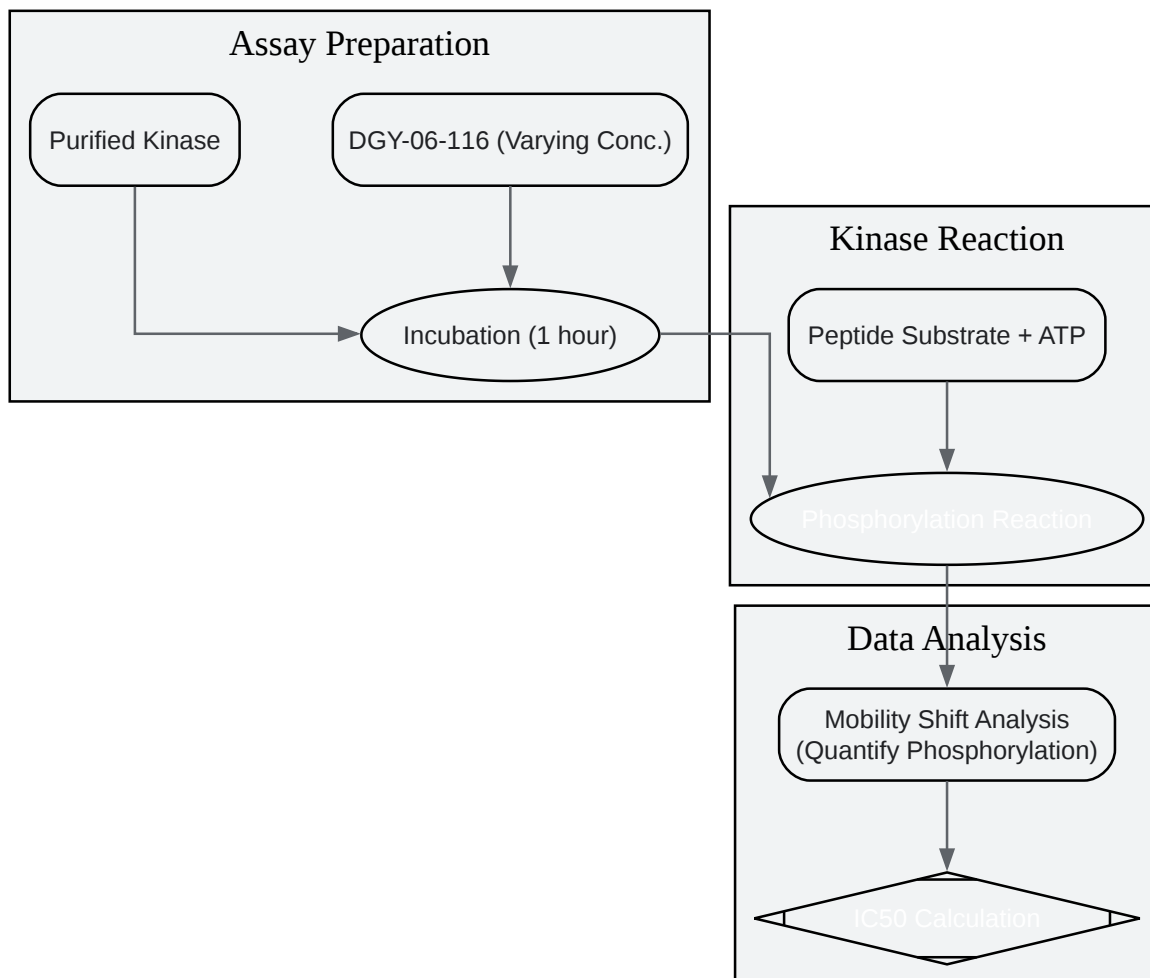 Assay Preparation
Purified Kinase
DGY-06-116 (Varying Conc.)
Incubation (1 hour)
Kinase Reaction
Peptide Substrate + ATP
Phosphorylation Reaction
Data Analysis
Mobility Shift Analysis
(Quantify Phosphorylation)
IC50 Calculation